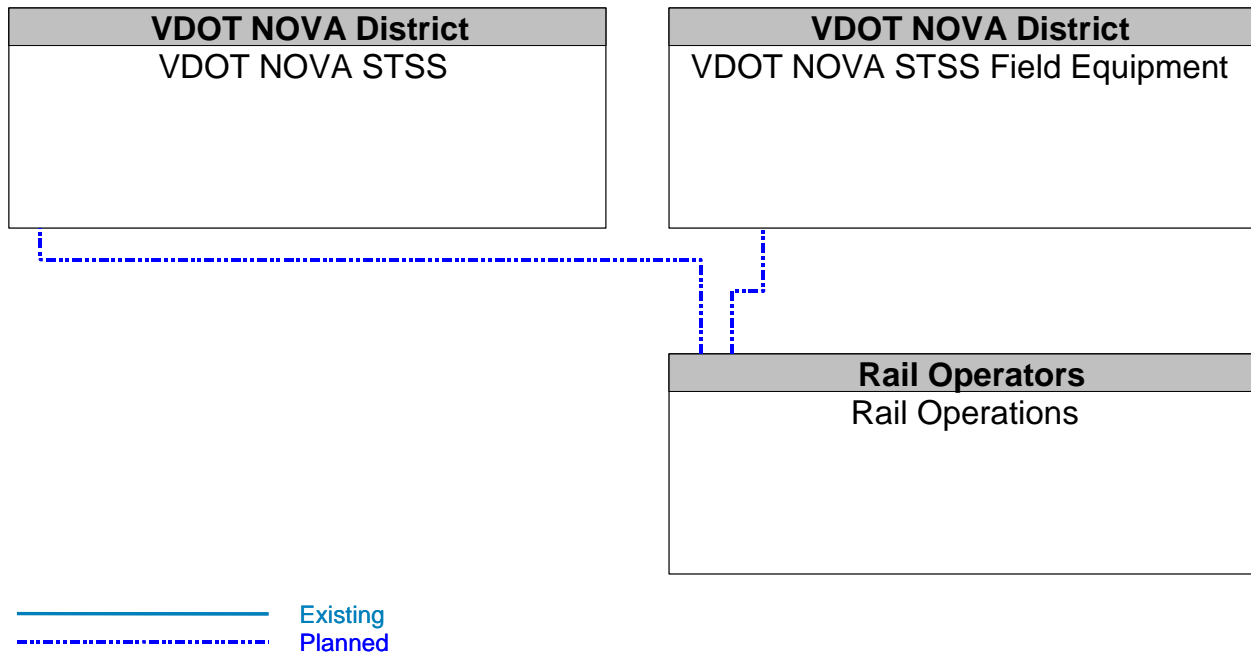 VDOT NOVA District
VDOT NOVA STSS
VDOT NOVA District
VDOT NOVA STSS Field Equipment
Rail Operators
Rail Operations
Existing
Planned